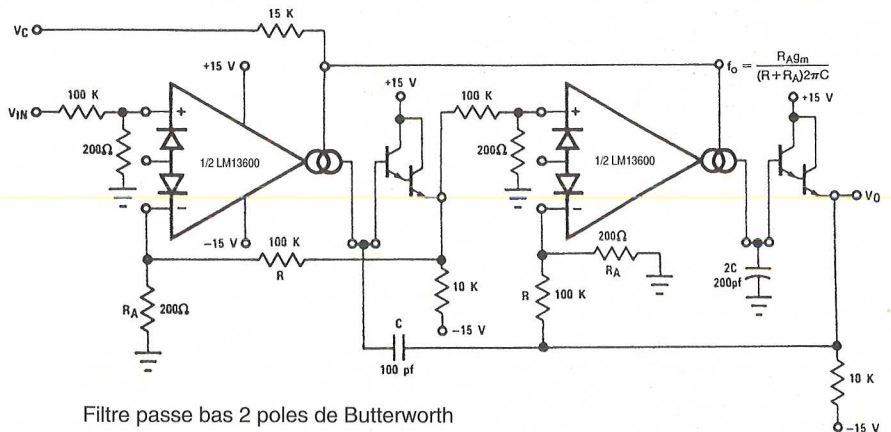 15 K
VC
+15 V
fo = RAgm / (R+RA)2πC
+15 V
+15 V
100 K
100 K
VIN
+
+
200Ω
1/2 LM13600
200Ω
1/2 LM13600
VO
-
-
-15 V
100 K
R
200Ω
RA
2C
200pf
RA
200Ω
10 K
R
100 K
-15 V
C
100 pf
10 K
Filtre passe bas 2 poles de Butterworth
-15 V